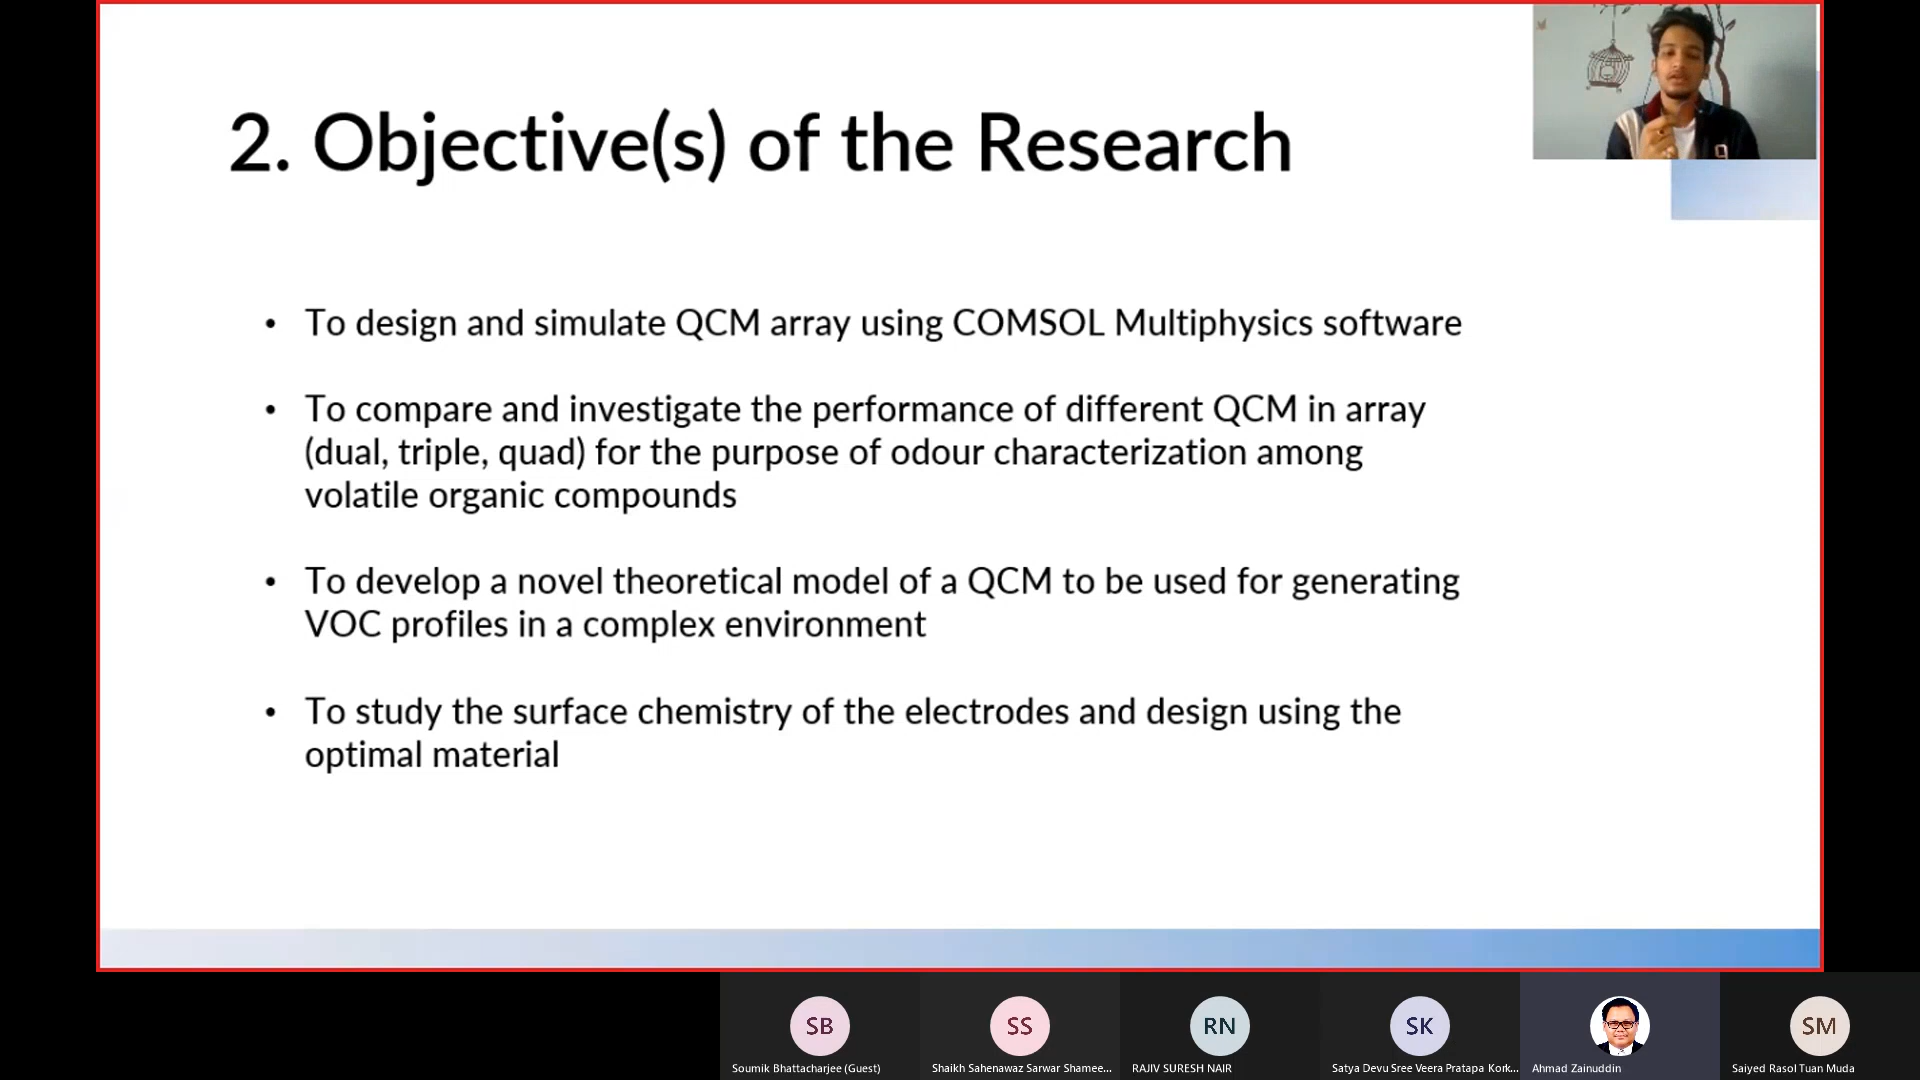 2. Objective(s) of the Research
• To design and simulate QCM array using COMSOL Multiphysics software
• To compare and investigate the performance of different QCM in array
(dual, triple, quad) for the purpose of odour characterization among
volatile organic compounds
• To develop a novel theoretical model of a QCM to be used for generating
VOC profiles in a complex environment
• To study the surface chemistry of the electrodes and design using the
optimal material
9
SB
SS
RN
SK
SM
Soumik Bhattacharjee (Guest)
Shaikh Sahenawaz Sarwar Shamee...
RAJIV SURESH NAIR
Satya Devu Sree Veera Pratapa Kork...
Ahmad Zainuddin
Saiyed Rasol Tuan Muda